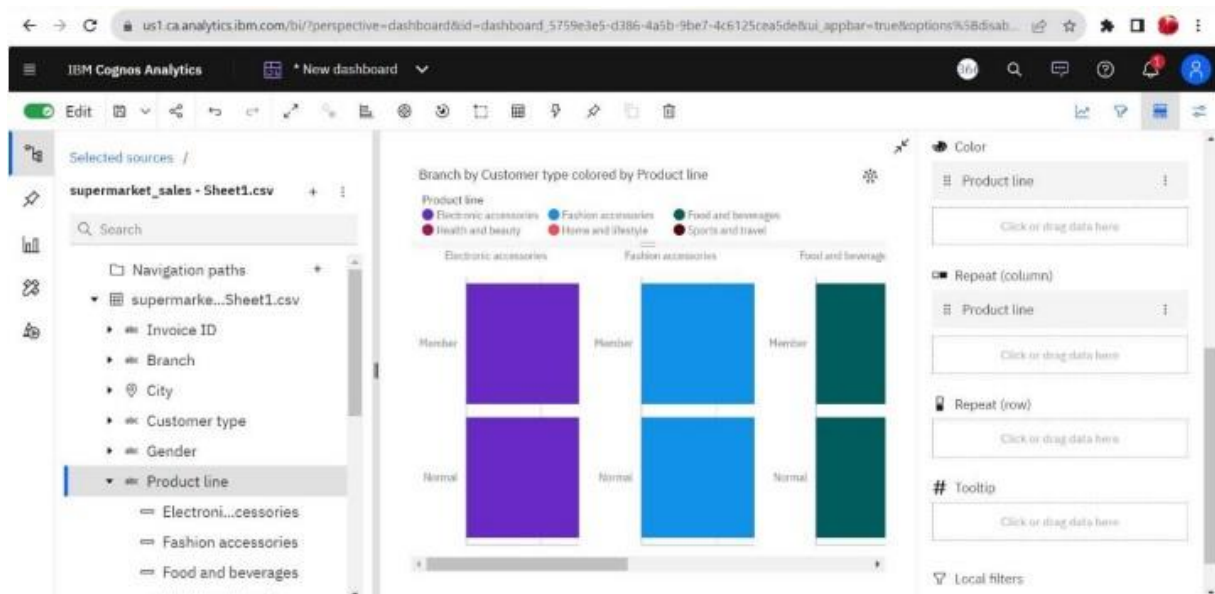 us1.ca.analytics.ibm.com/bi/?perspective=dashboard&id=dashboard_5759e3e5-d386-4a5b-9be7-4c6125cea5de&ui_appbar=true&options%5Bdisab...
IBM Cognos Analytics
* New dashboard
Edit
Selected sources /
supermarket_sales - Sheet1.csv
Search
Navigation paths
supermarke...Sheet1.csv
abc Invoice ID
abc Branch
City
abc Customer type
abc Gender
abc Product line
Electroni...cessories
Fashion accessories
Food and beverages
Branch by Customer type colored by Product line
Product line
Electronic accessories Fashion accessories Food and beverages
Health and beauty Home and lifestyle Sports and travel
Electronic accessories Fashion accessories Food and beverage
Member Member Member
Normal Normal Normal
Color
Product line
Click or drag data here
Repeat (column)
Product line
Click or drag data here
Repeat (row)
Click or drag data here
# Tooltip
Click or drag data here
Local filters